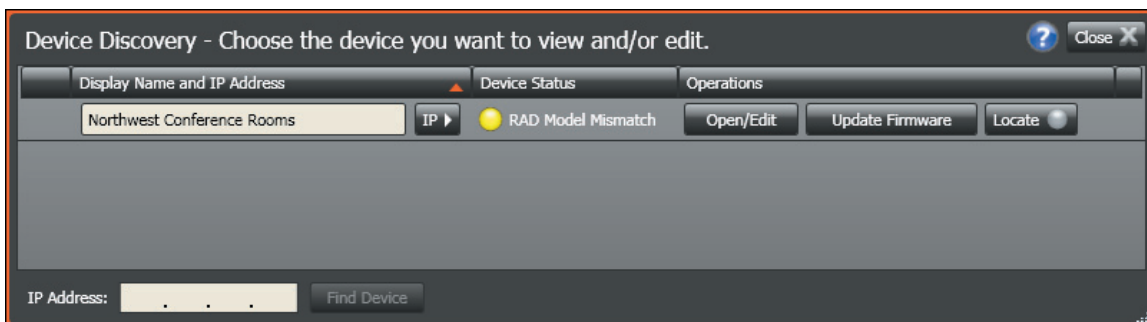 Device Discovery - Choose the device you want to view and/or edit. ? Close X
Display Name and IP Address Device Status Operations
Northwest Conference Rooms IP RAD Model Mismatch Open/Edit Update Firmware Locate
IP Address: . . . Find Device